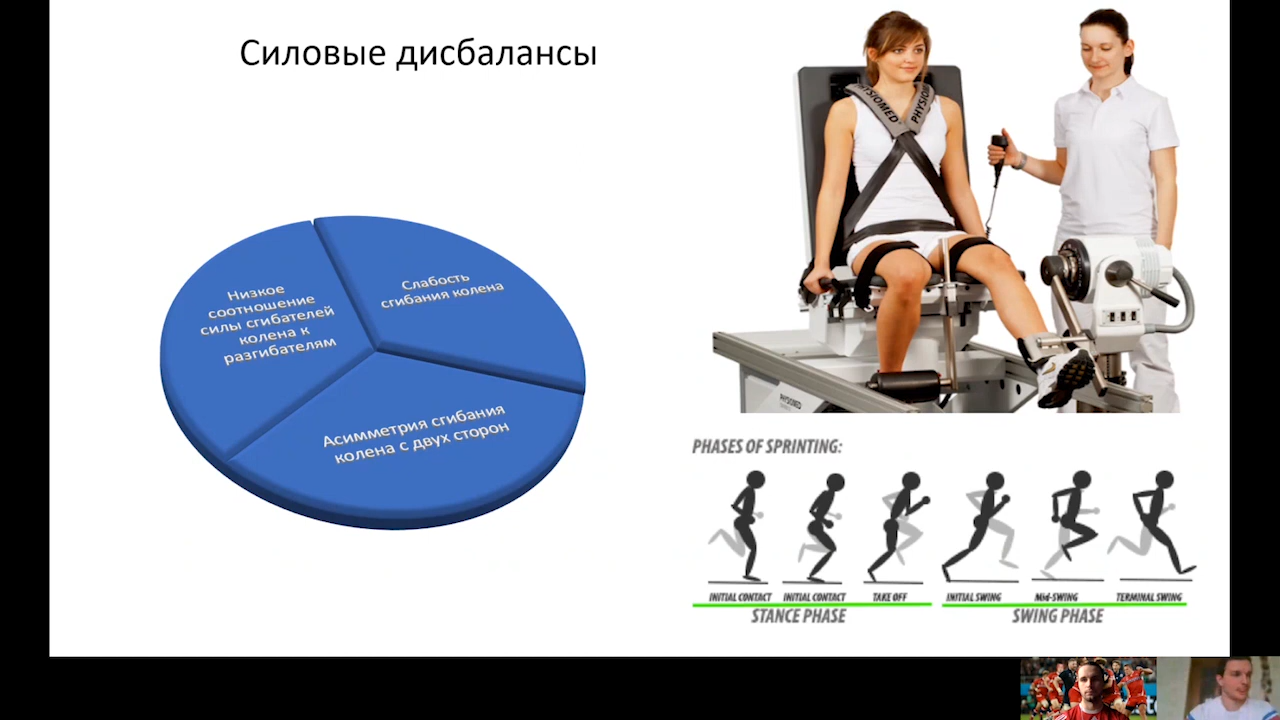 Силовые дисбалансы
Низкое
соотношение
силы сгибателей
колена к
разгибателям
Слабость
сгибания колена
Асимметрия сгибания
колена с двух сторон
PHYSIOMED
PHASES OF SPRINTING:
INITIAL CONTACT
INITIAL CONTACT
TAKE OFF
INITIAL SWING
Mid-SWING
TERMINAL SWING
STANCE PHASE
SWING PHASE